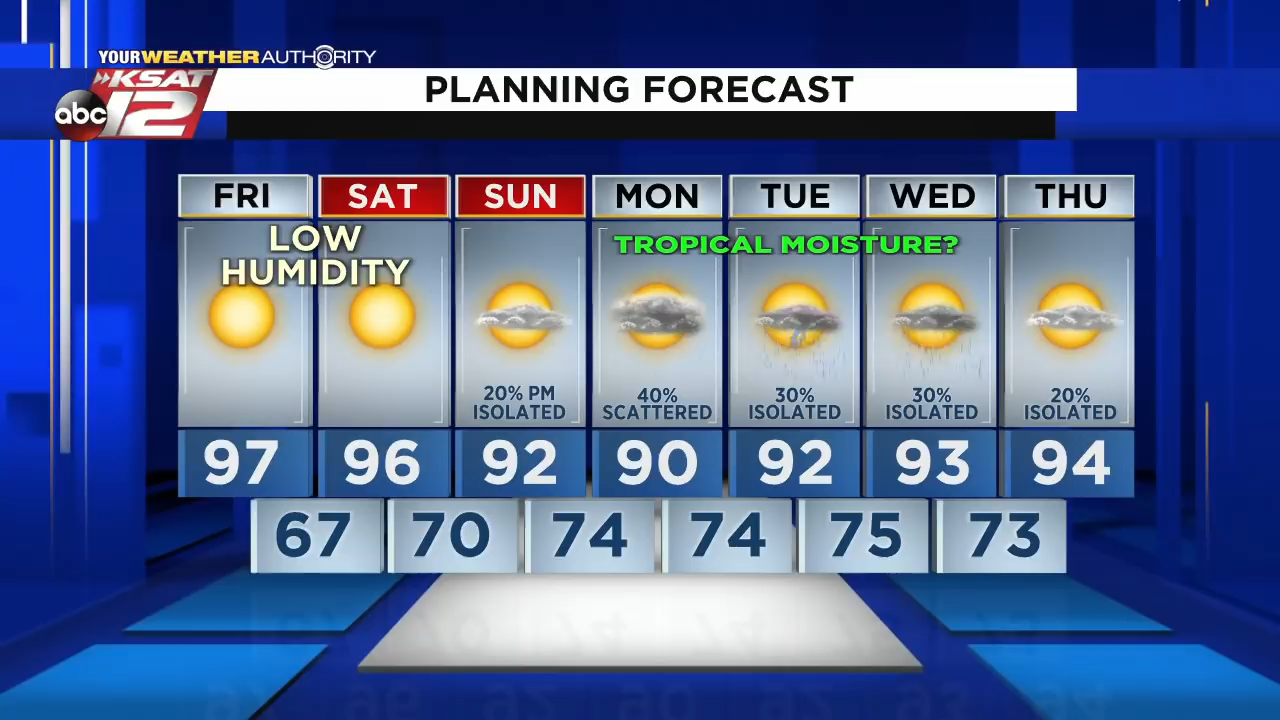 YOURWEATHERAUTHORITY
KSAT
abc 12
PLANNING FORECAST
FRI SAT SUN MON TUE WED THU
LOW
HUMIDITY
TROPICAL MOISTURE?
20% PM 40% 30% 30% 20%
ISOLATED SCATTERED ISOLATED ISOLATED ISOLATED
97 96 92 90 92 93 94
67 70 74 74 75 73